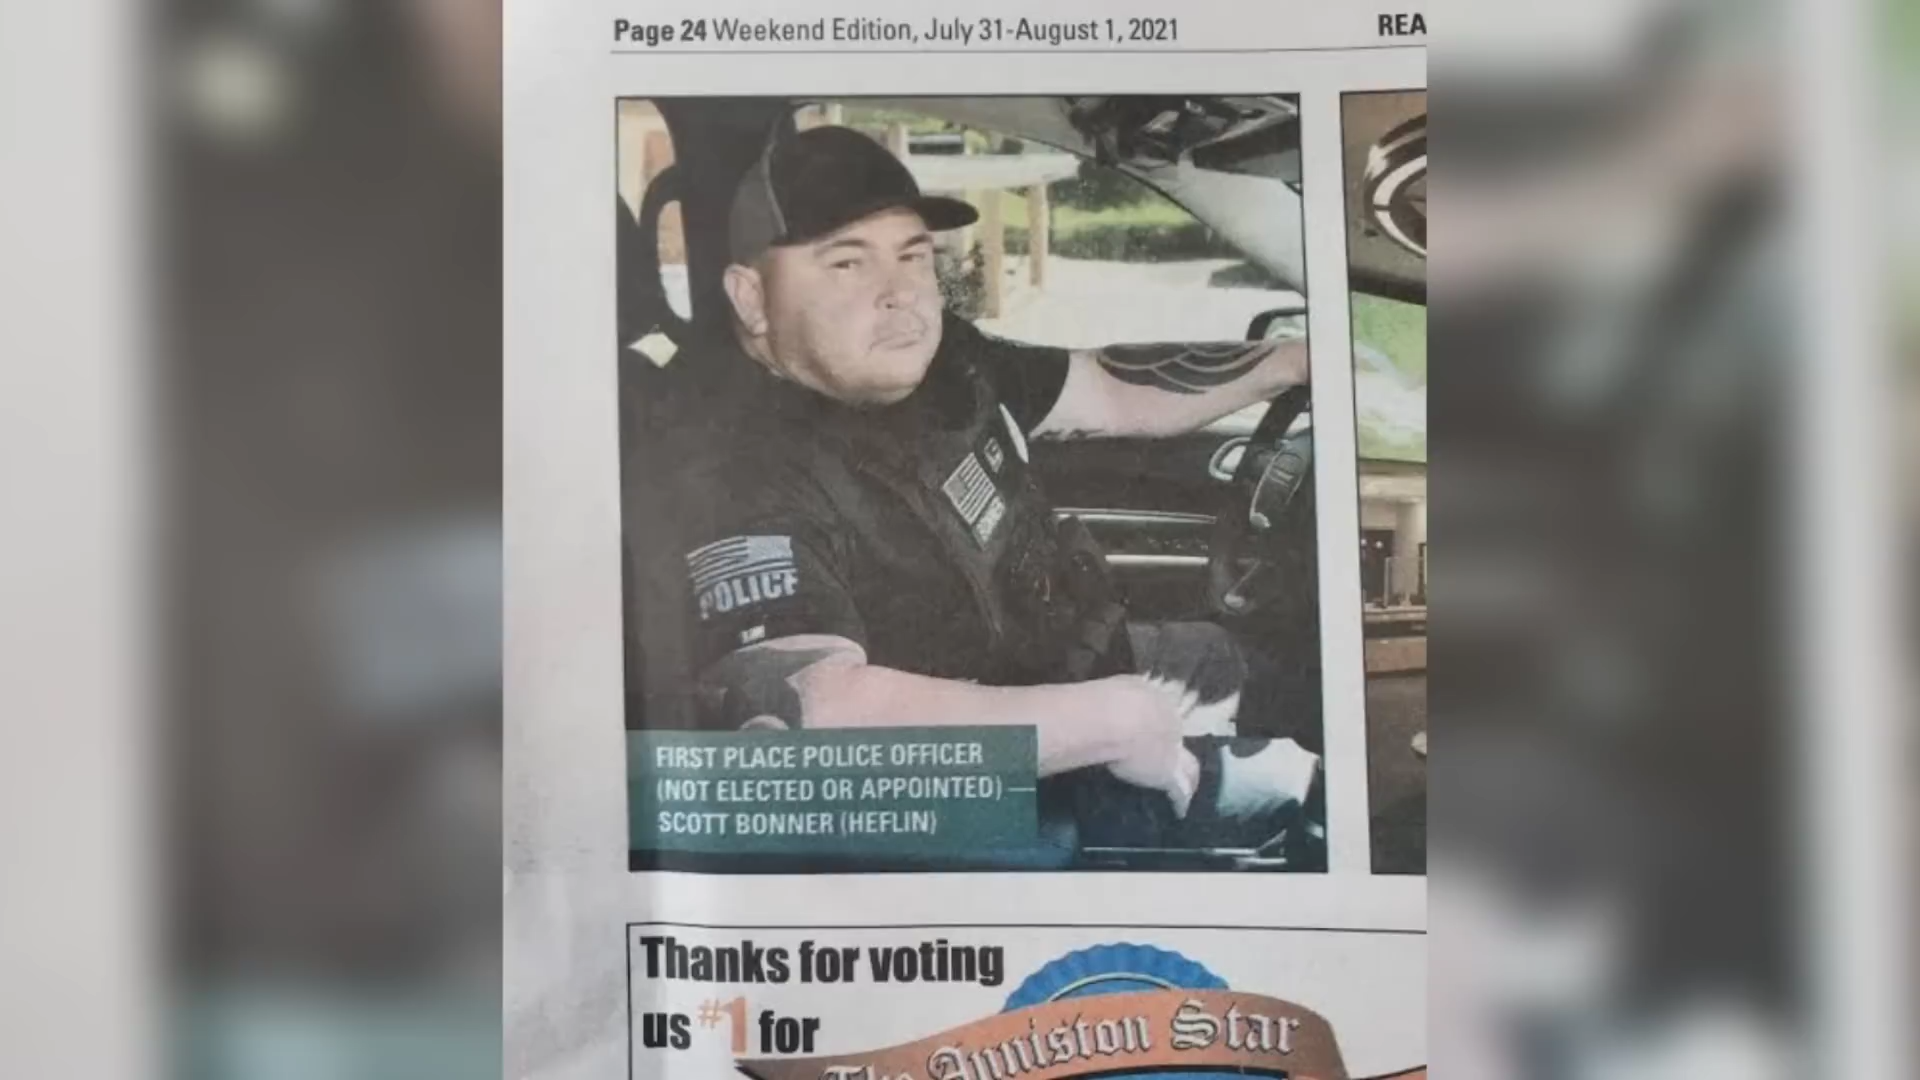 Page 24 Weekend Edition, July 31-August 1, 2021
REA
POLICE
BONNER
FIRST PLACE POLICE OFFICER
(NOT ELECTED OR APPOINTED) —
SCOTT BONNER (HEFLIN)
Thanks for voting
us #1 for
The Anniston Star